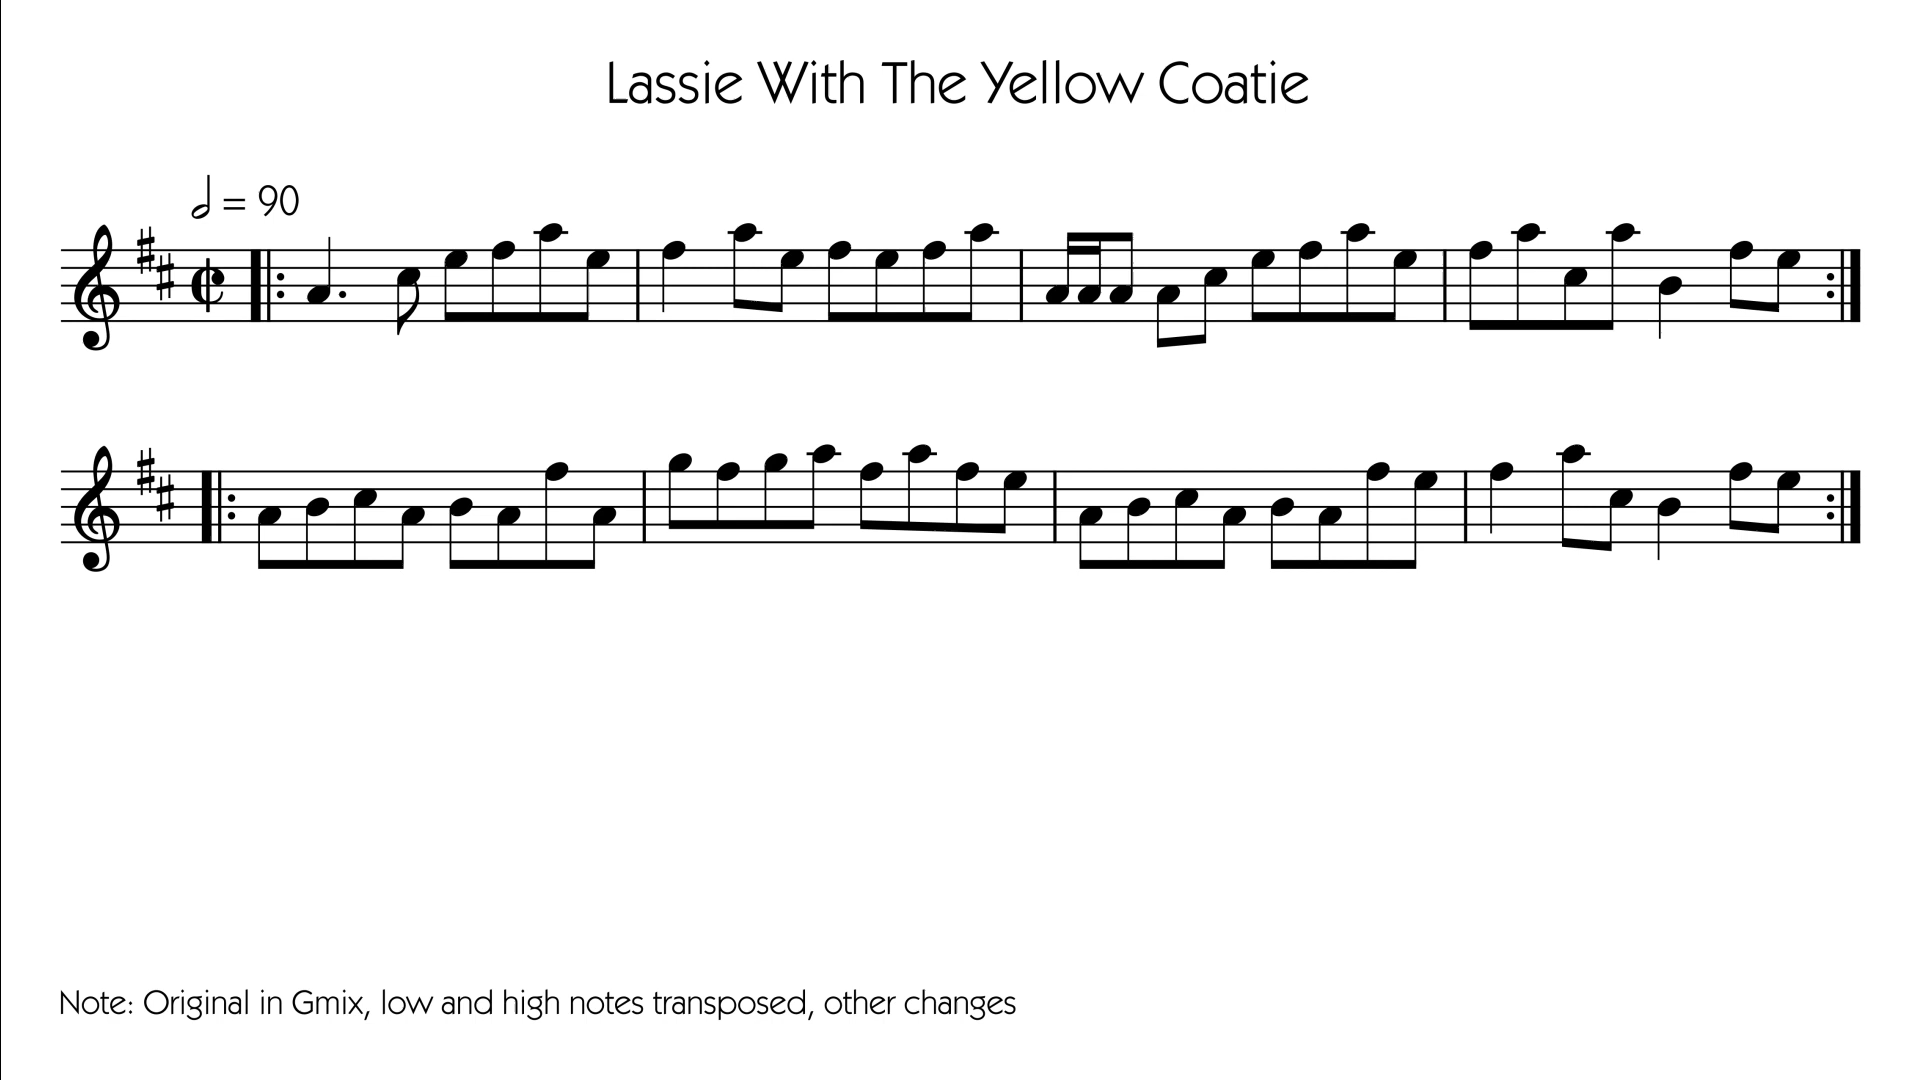 Lassie With The Yellow Coatie
= 90
Note: Original in Gmix, low and high notes transposed, other changes